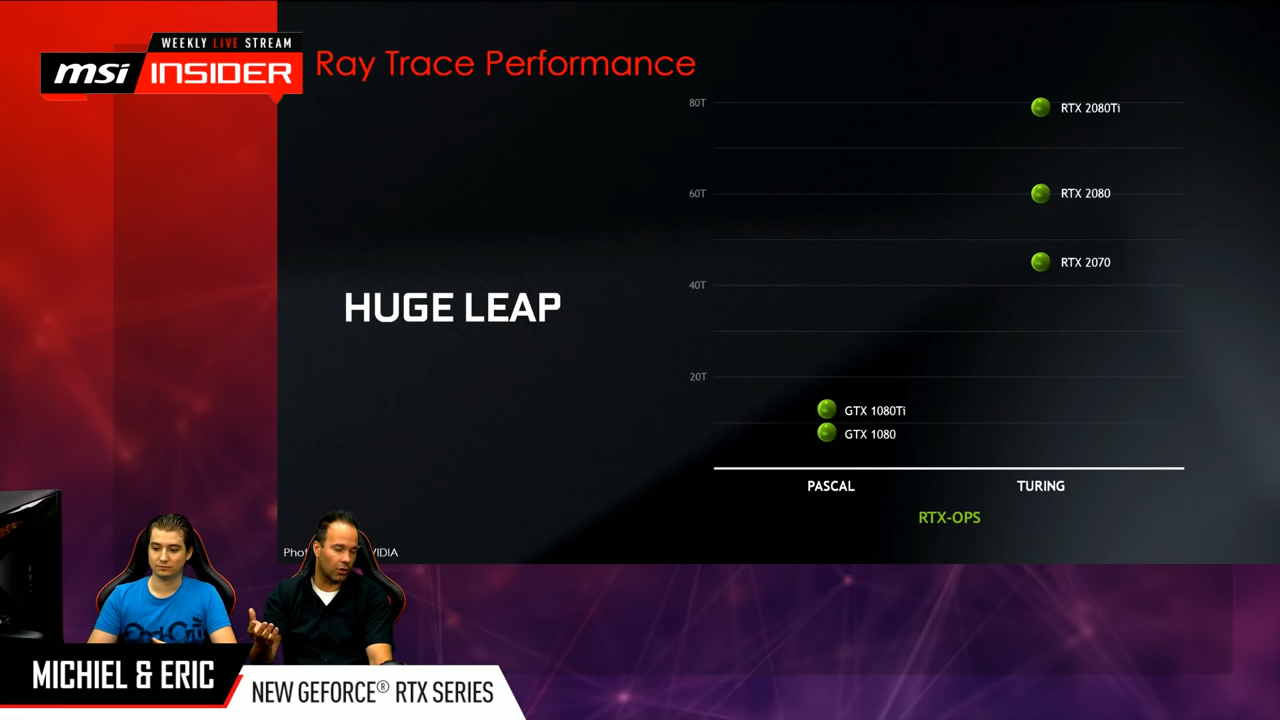 WEEKLY LIVE STREAM
msi INSIDER
Ray Trace Performance
80T
RTX 2080Ti
60T
RTX 2080
RTX 2070
40T
HUGE LEAP
20T
GTX 1080Ti
GTX 1080
PASCAL
TURING
RTX-OPS
MICHIEL & ERIC
NEW GEFORCE® RTX SERIES